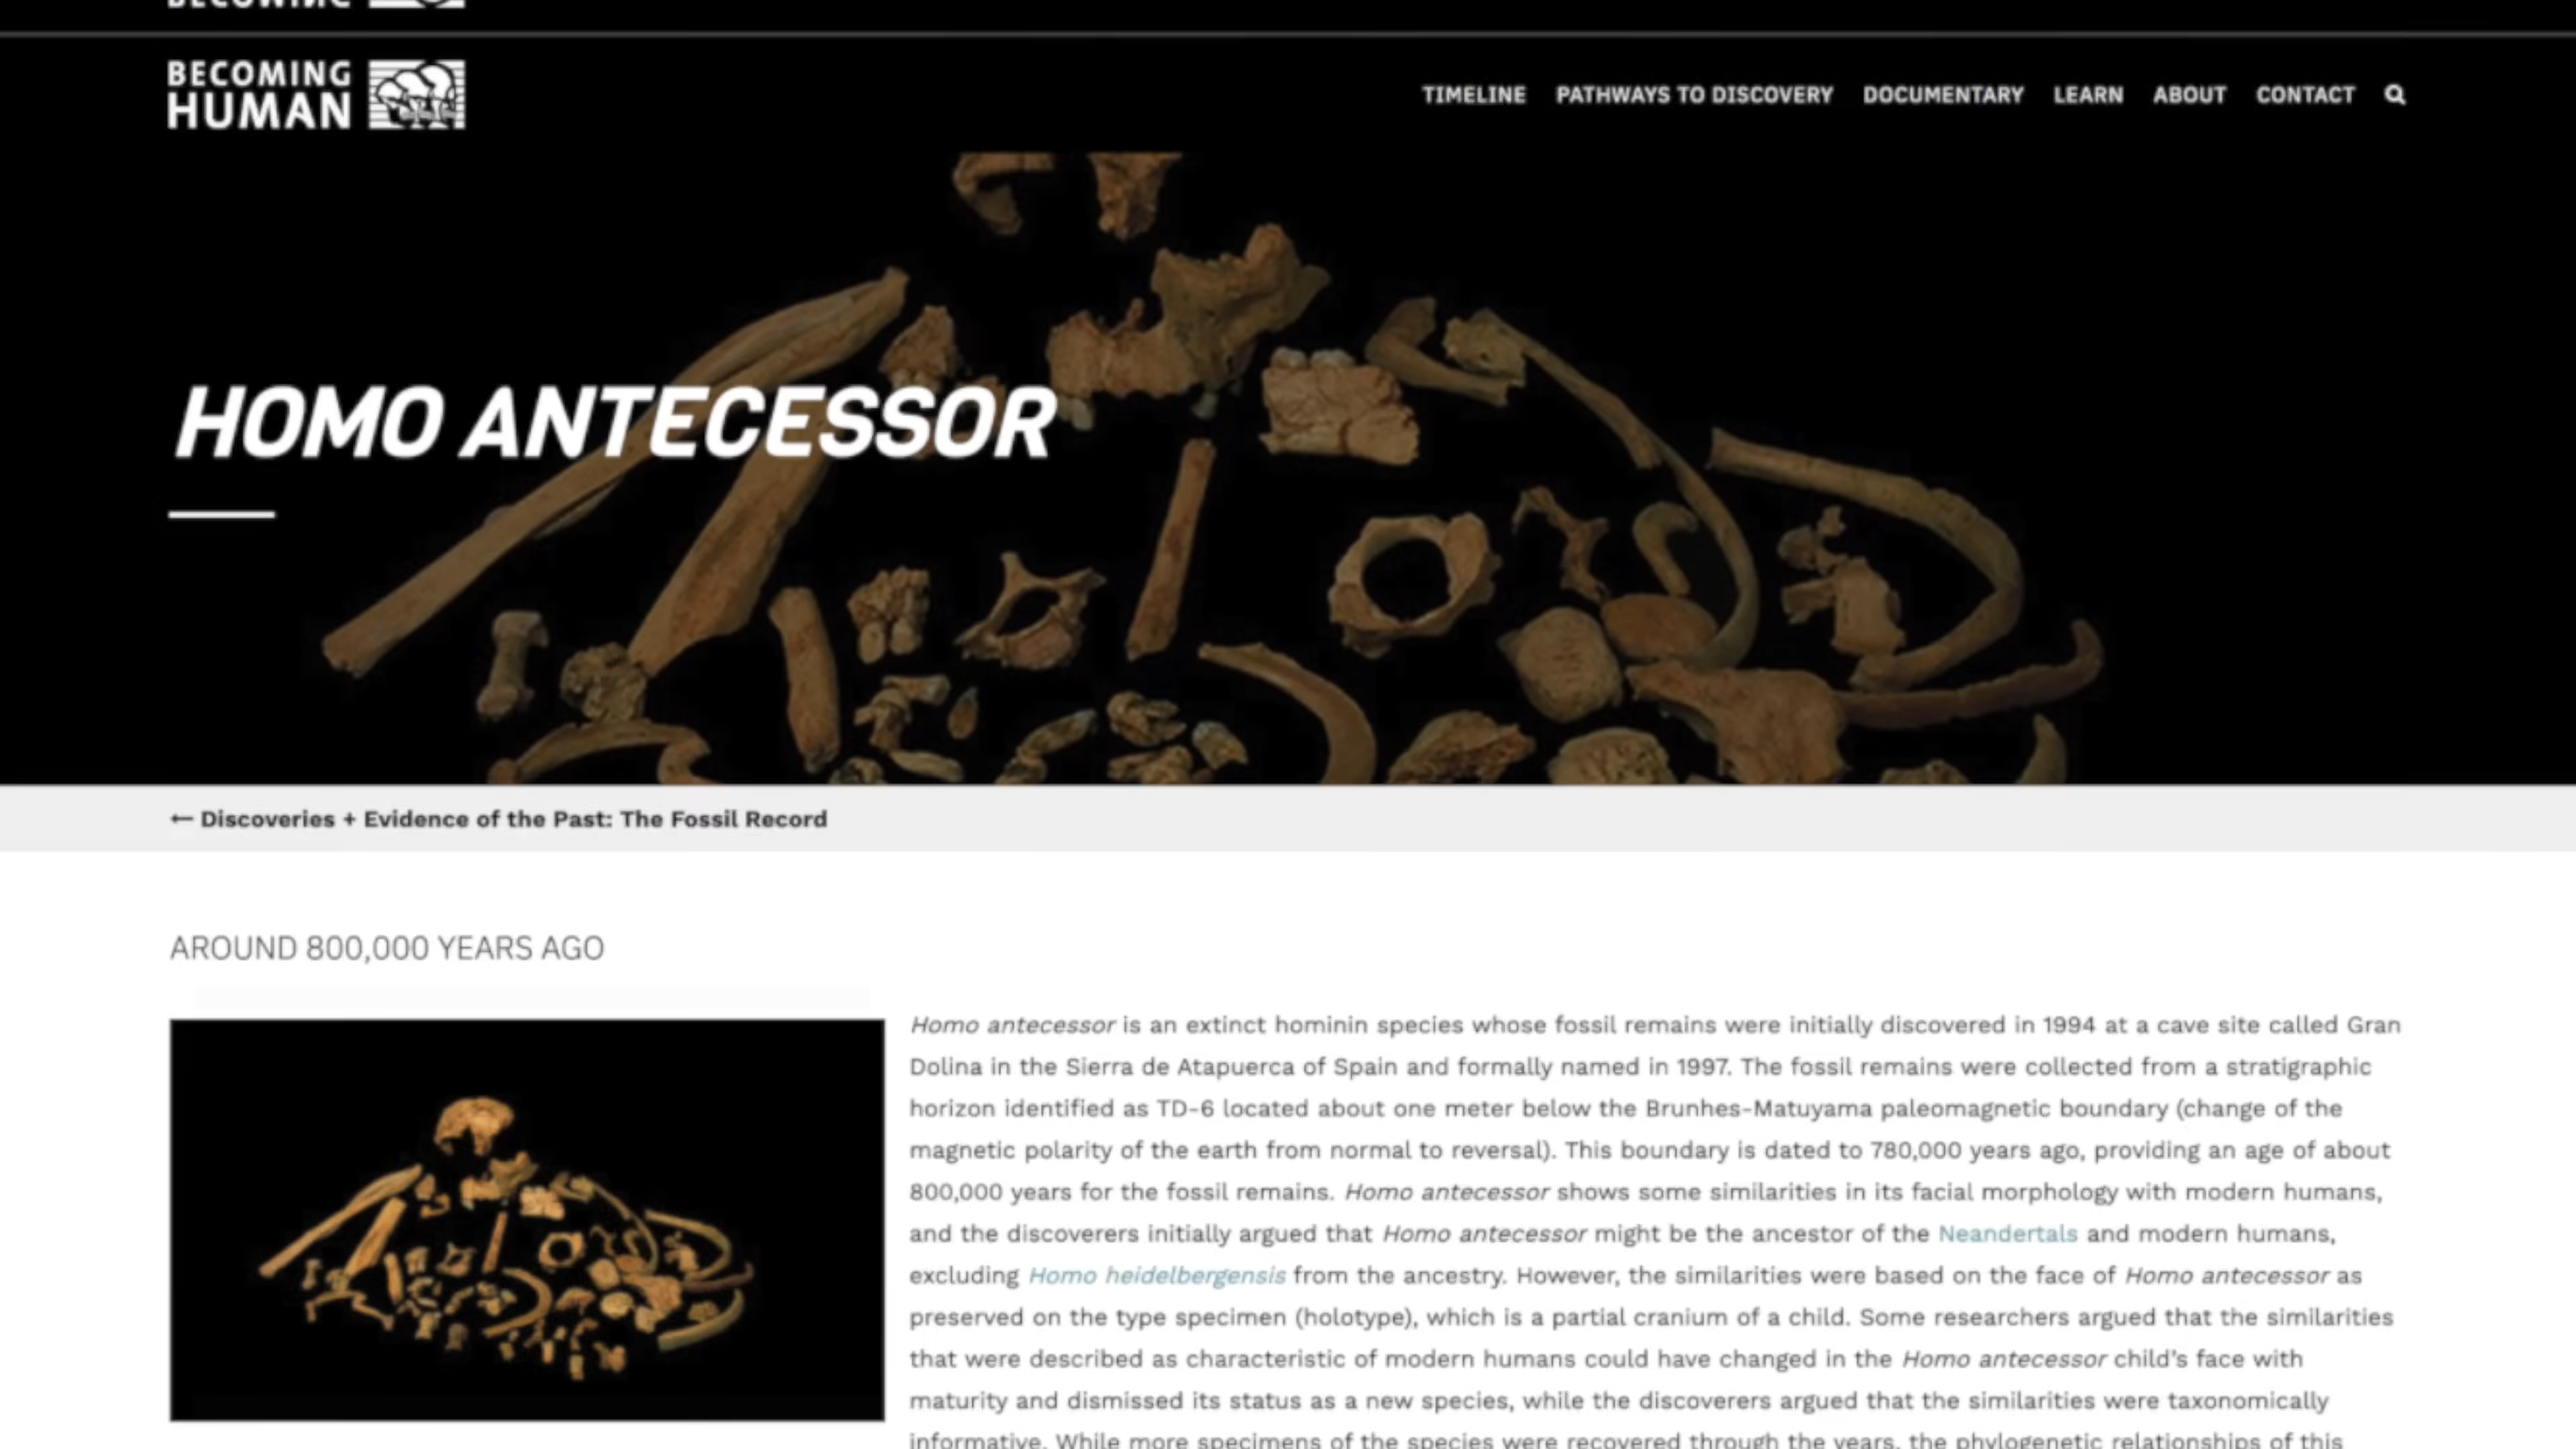 BECOMING
HUMAN
TIMELINE PATHWAYS TO DISCOVERY DOCUMENTARY LEARN ABOUT CONTACT
HOMO ANTECESSOR
← Discoveries + Evidence of the Past: The Fossil Record
AROUND 800,000 YEARS AGO
Homo antecessor is an extinct hominin species whose fossil remains were initially discovered in 1994 at a cave site called Gran
Dolina in the Sierra de Atapuerca of Spain and formally named in 1997. The fossil remains were collected from a stratigraphic
horizon identified as TD-6 located about one meter below the Brunhes-Matuyama paleomagnetic boundary (change of the
magnetic polarity of the earth from normal to reversal). This boundary is dated to 780,000 years ago, providing an age of about
800,000 years for the fossil remains. Homo antecessor shows some similarities in its facial morphology with modern humans,
and the discoverers initially argued that Homo antecessor might be the ancestor of the Neandertals and modern humans,
excluding Homo heidelbergensis from the ancestry. However, the similarities were based on the face of Homo antecessor as
preserved on the type specimen (holotype), which is a partial cranium of a child. Some researchers argued that the similarities
that were described as characteristic of modern humans could have changed in the Homo antecessor child's face with
maturity and dismissed its status as a new species, while the discoverers argued that the similarities were taxonomically
informative. While more specimens of the species were recovered through the years, the phylogenetic relationships of this